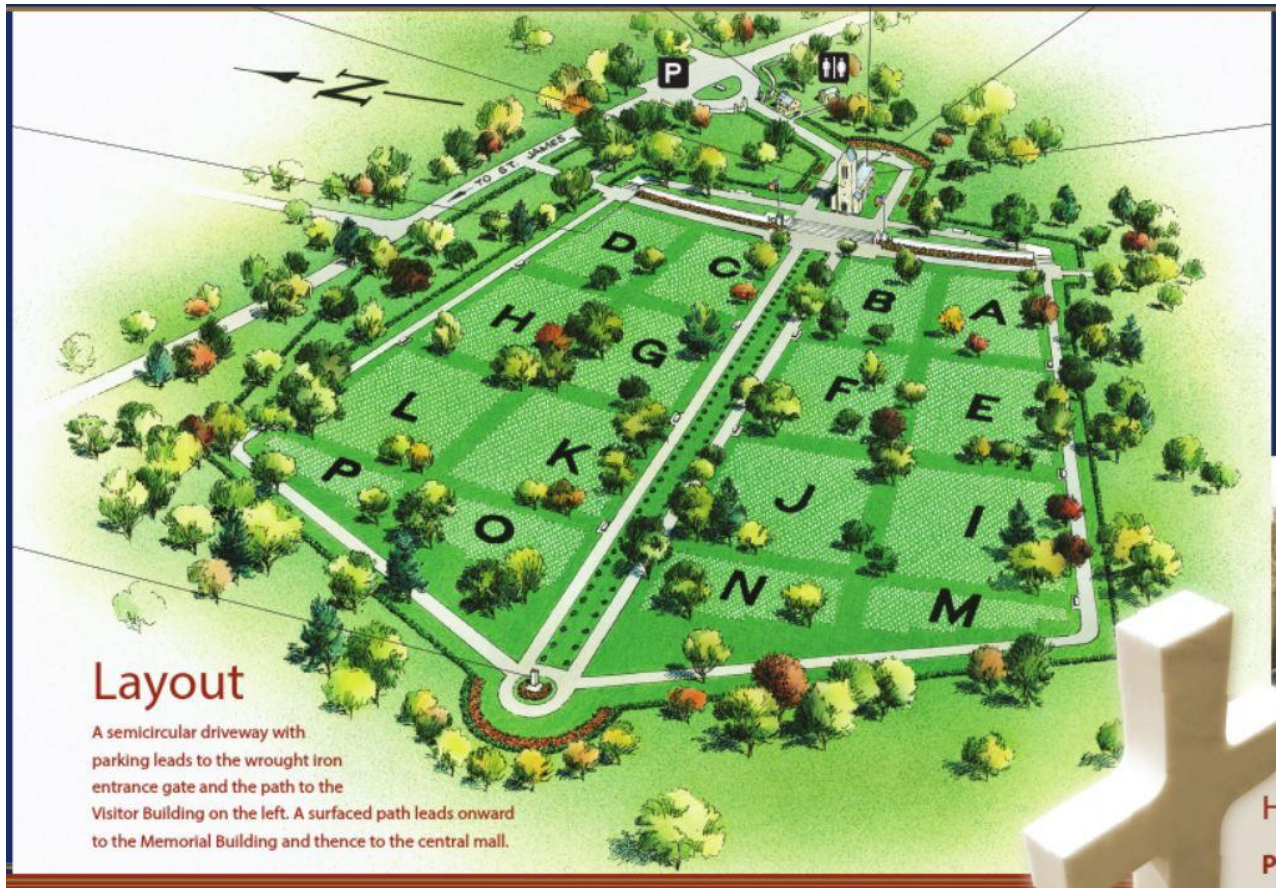 P
N
TO ST. JAMES
D
C
B
A
H
G
F
E
L
K
J
I
P
O
N
M
Layout
A semicircular driveway with
parking leads to the wrought iron
entrance gate and the path to the
Visitor Building on the left. A surfaced path leads onward
to the Memorial Building and thence to the central mall.
H
P